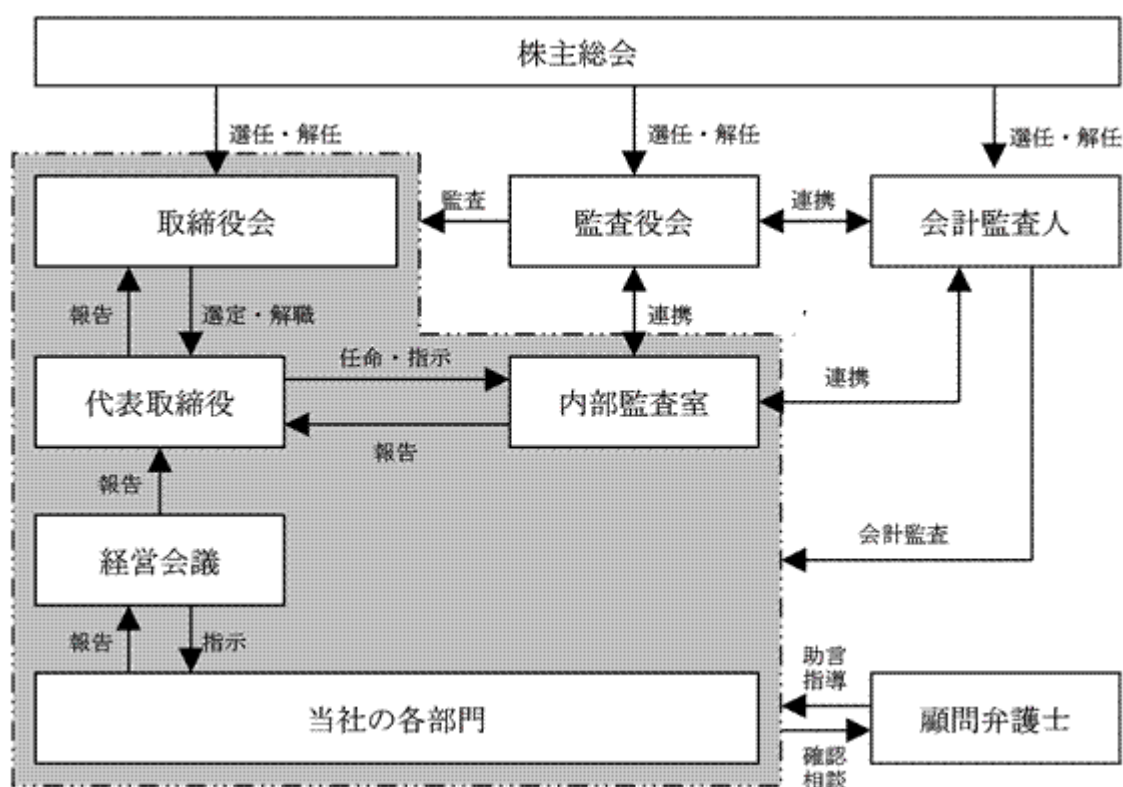 株主総会
選任・解任
選任・解任
選任・解任
取締役会
監査
監査役会
連携
会計監査人
報告
選定・解職
連携
代表取締役
任命・指示
内部監査室
連携
報告
報告
経営会議
会計監査
報告
指示
当社の各部門
助言
指導
顧問弁護士
確認
相談